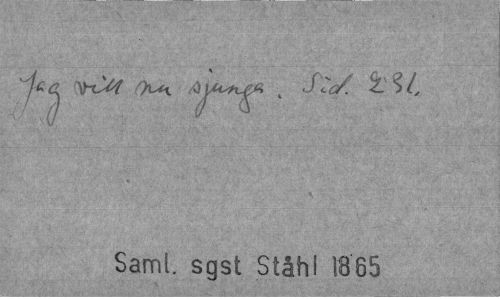 Jag vill nu sjunga. Sid. 231.
Saml. sgst Ståhl 1865